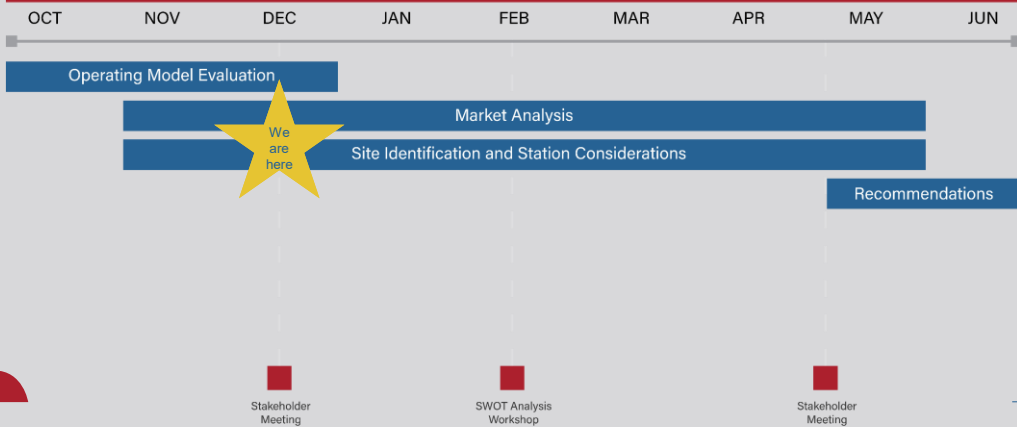 OCT NOV DEC JAN FEB MAR APR MAY JUN
Operating Model Evaluation
Market Analysis
We
are
here
Site Identification and Station Considerations
Recommendations
Stakeholder
Meeting
SWOT Analysis
Workshop
Stakeholder
Meeting